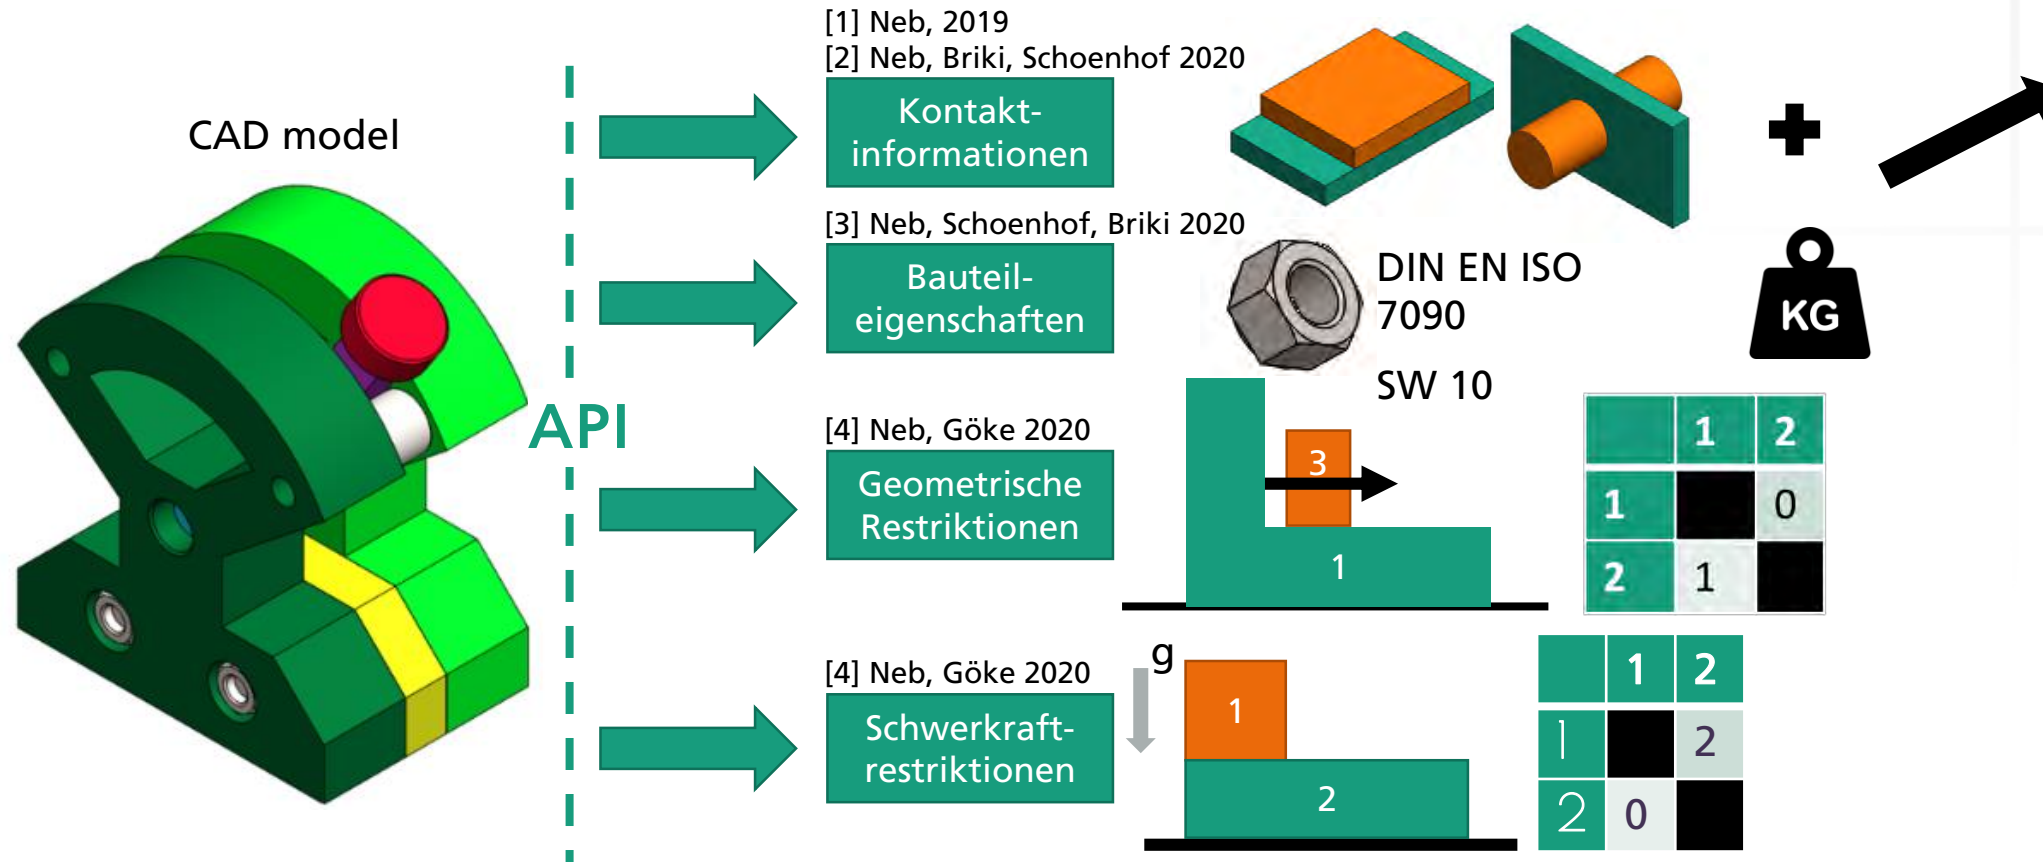 CAD model
API
[1] Neb, 2019
[2] Neb, Briki, Schoenhof 2020
Kontakt-
informationen
[3] Neb, Schoenhof, Briki 2020
Bauteil-
eigenschaften
DIN EN ISO
7090
SW 10
KG
[4] Neb, Göke 2020
Geometrische
Restriktionen
3
1
1 2
1 0
2 1
[4] Neb, Göke 2020
Schwerkraft-
restriktionen
g
1
2
1 2
1 2
2 0